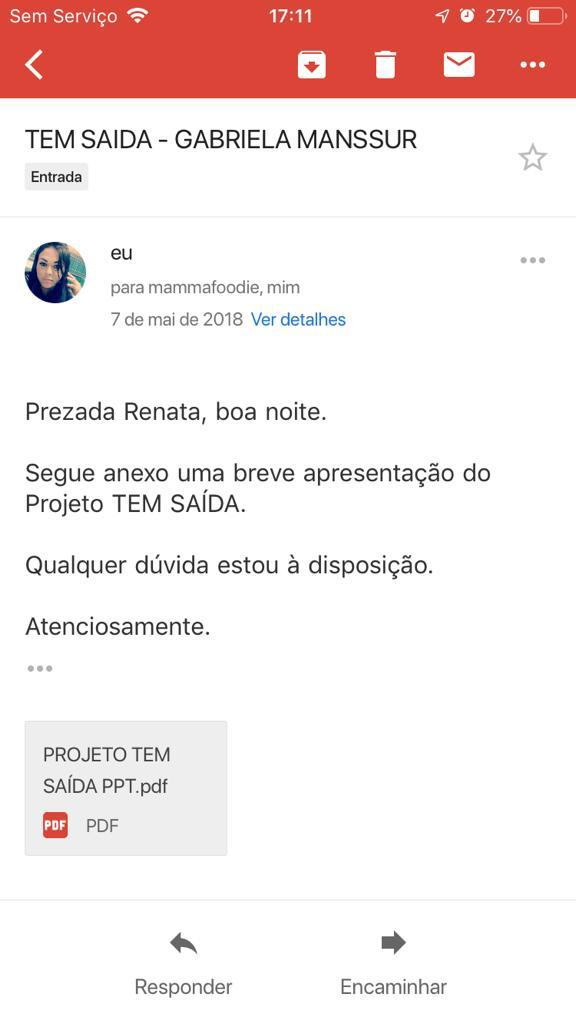 Sem Serviço 17:11 27%
TEM SAIDA - GABRIELA MANSSUR
Entrada
eu
para mammafoodie, mim
7 de mai de 2018 Ver detalhes
Prezada Renata, boa noite.
Segue anexo uma breve apresentação do
Projeto TEM SAÍDA.
Qualquer dúvida estou à disposição.
Atenciosamente.
PROJETO TEM
SAÍDA PPT.pdf
PDF PDF
Responder Encaminhar